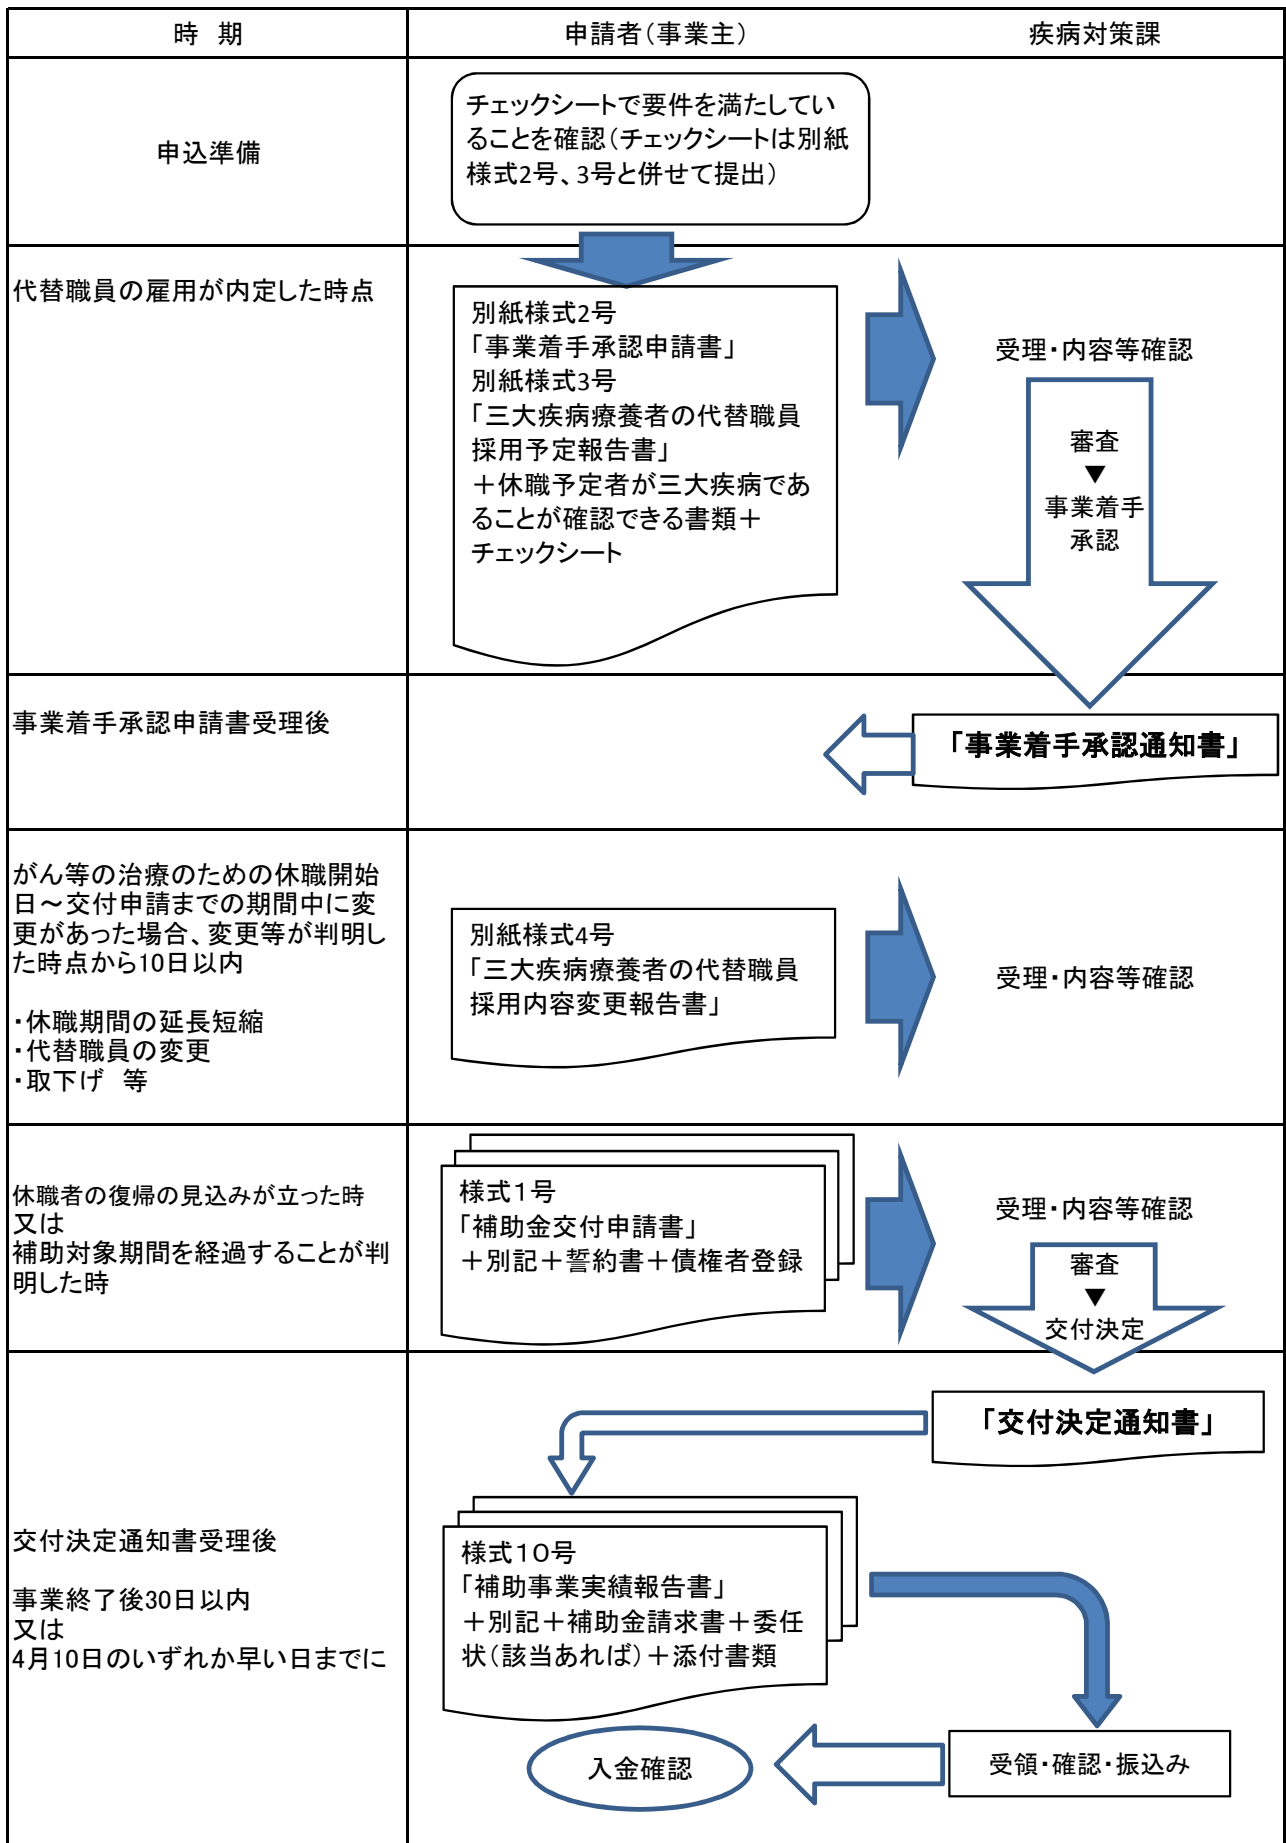 時　期
申請者（事業主）
疾病対策課
申込準備
チェックシートで要件を満たしてい
ることを確認（チェックシートは別紙
様式2号、3号と併せて提出）
代替職員の雇用が内定した時点
別紙様式2号
「事業着手承認申請書」
別紙様式3号
「三大疾病療養者の代替職員
採用予定報告書」
＋休職予定者が三大疾病であ
ることが確認できる書類＋
チェックシート
受理・内容等確認
審査
▼
事業着手
承認
事業着手承認申請書受理後
「事業着手承認通知書」
がん等の治療のための休職開始
日～交付申請までの期間中に変
更があった場合、変更等が判明し
た時点から10日以内
・休職期間の延長短縮
・代替職員の変更
・取下げ　等
別紙様式4号
「三大疾病療養者の代替職員
採用内容変更報告書」
受理・内容等確認
休職者の復帰の見込みが立った時
又は
補助対象期間を経過することが判
明した時
様式１号
「補助金交付申請書」
＋別記＋誓約書＋債権者登録
受理・内容等確認
審査
▼
交付決定
「交付決定通知書」
交付決定通知書受理後
事業終了後30日以内
又は
4月10日のいずれか早い日までに
様式１０号
「補助事業実績報告書」
＋別記＋補助金請求書＋委任
状（該当あれば）＋添付書類
入金確認
受領・確認・振込み